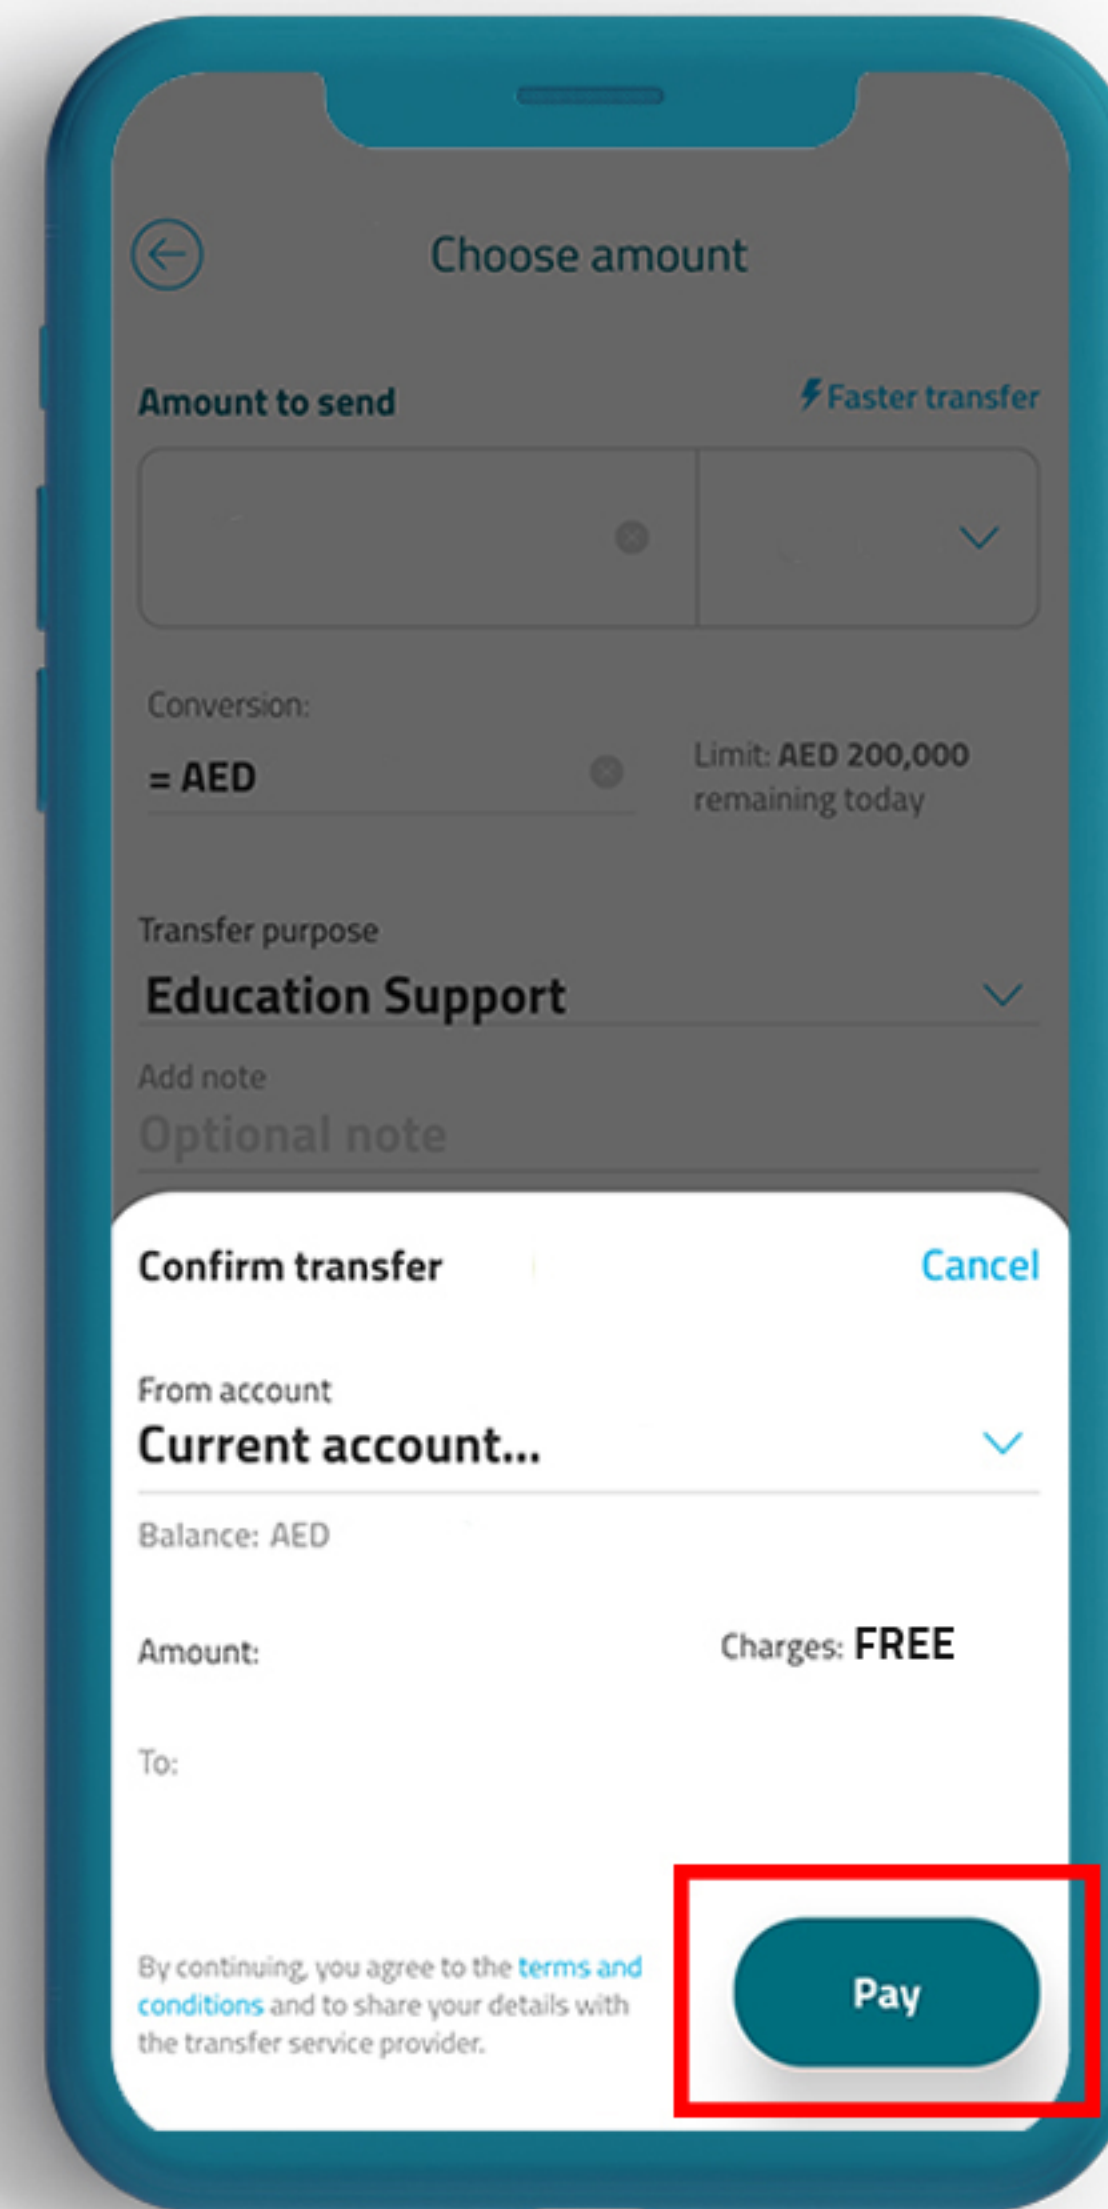 Choose amount
Amount to send
Faster transfer
Conversion:
= AED
Limit: AED 200,000
remaining today
Transfer purpose
Education Support
Add note
Optional note
Confirm transfer
Cancel
From account
Current account...
Balance: AED
Amount:
Charges: FREE
To:
By continuing, you agree to the terms and
conditions and to share your details with
the transfer service provider.
Pay